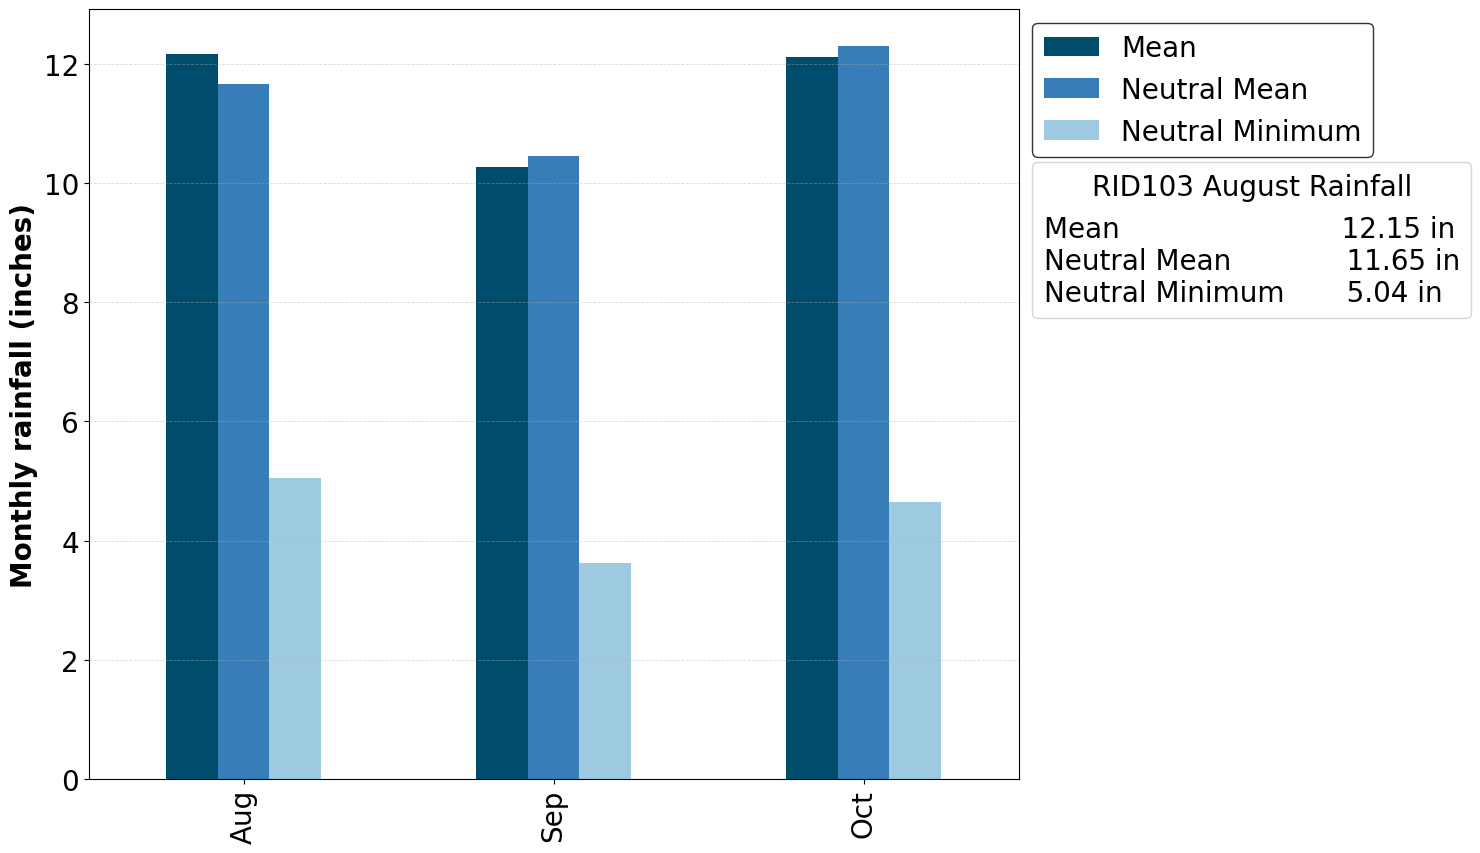 Monthly rainfall (inches)
12
10
8
6
4
2
0
Aug
Sep
Oct
Mean
Neutral Mean
Neutral Minimum
RID103 August Rainfall
Mean 12.15 in
Neutral Mean 11.65 in
Neutral Minimum 5.04 in